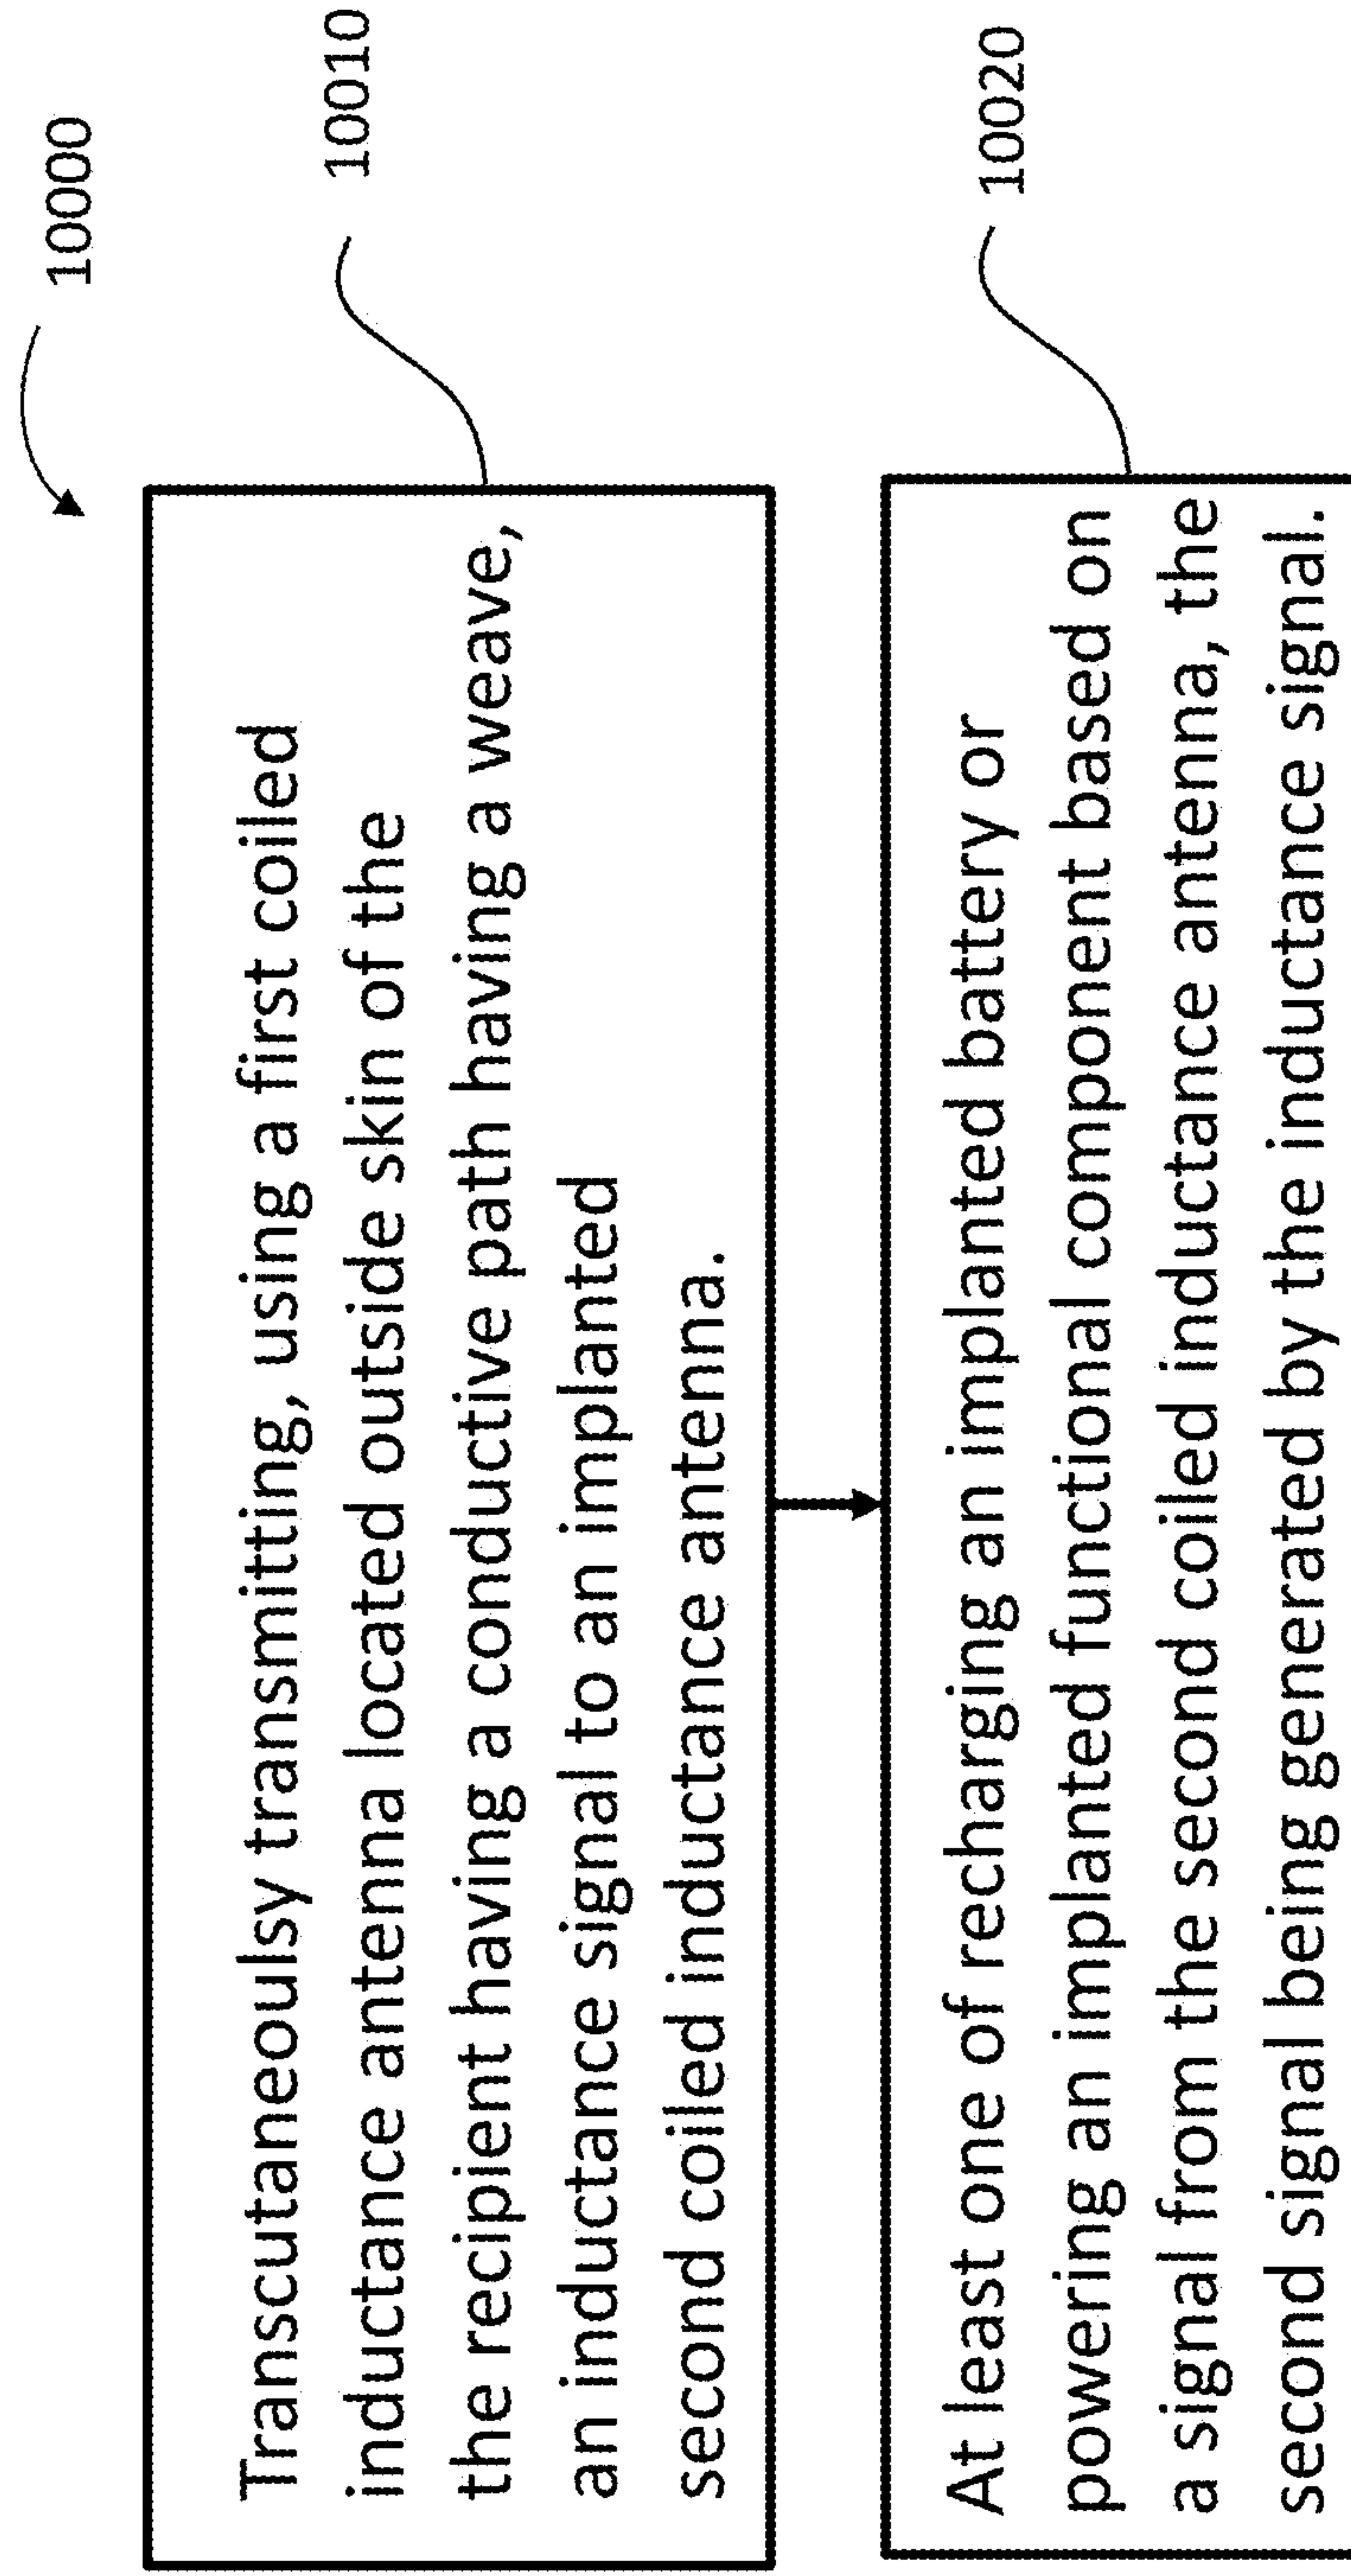 10000
Transcutaneoulsy transmitting, using a first coiled
inductance antenna located outside skin of the
the recipient having a conductive path having a weave,
an inductance signal to an implanted
second coiled inductance antenna.
10010
At least one of recharging an implanted battery or
powering an implanted functional component based on
a signal from the second coiled inductance antenna, the
second signal being generated by the inductance signal.
10020